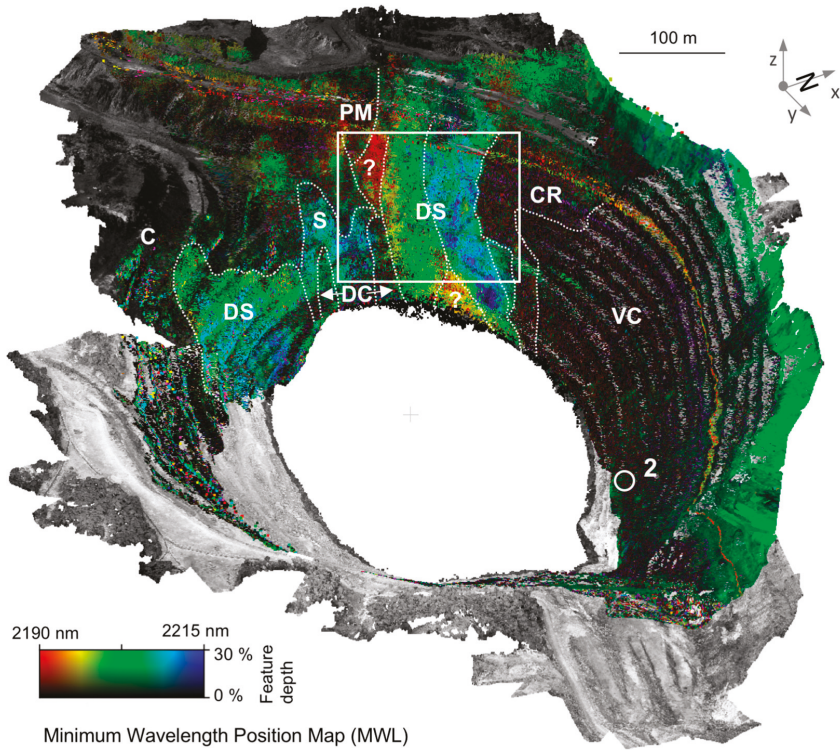 100 m
z
N
x
y
PM
?
CR
C
S
DS
DC
DS
?
VC
2
2190 nm 2215 nm
30 %
0 %
Feature
depth
Minimum Wavelength Position Map (MWL)